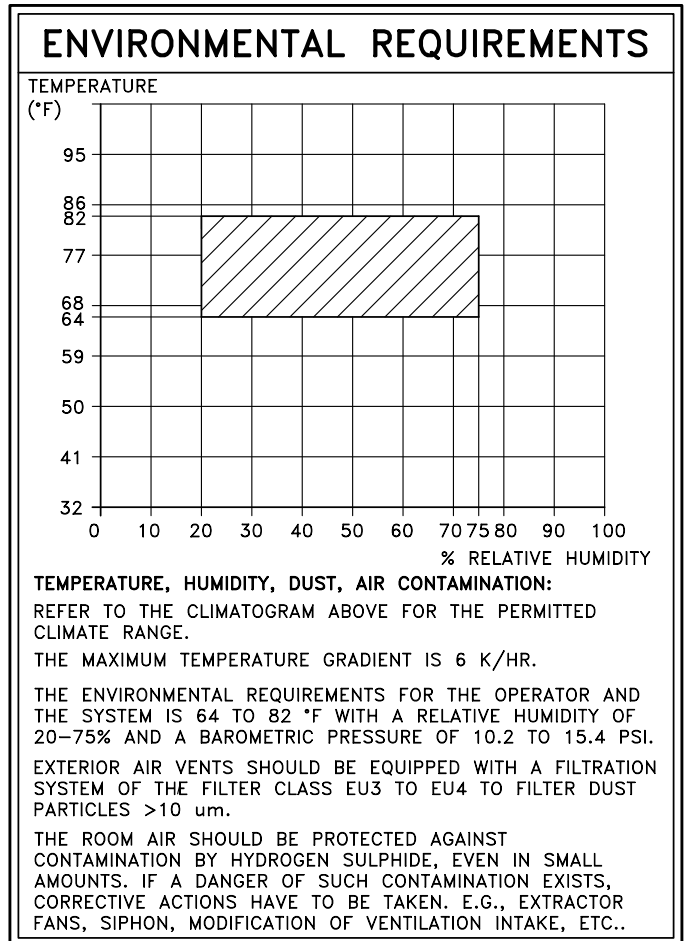 ENVIRONMENTAL REQUIREMENTS
TEMPERATURE
(°F)
95
86
82
77
68
64
59
50
41
32
0 10 20 30 40 50 60 70 75 80 90 100
% RELATIVE HUMIDITY
TEMPERATURE, HUMIDITY, DUST, AIR CONTAMINATION:
REFER TO THE CLIMATOGRAM ABOVE FOR THE PERMITTED
CLIMATE RANGE.
THE MAXIMUM TEMPERATURE GRADIENT IS 6 K/HR.
THE ENVIRONMENTAL REQUIREMENTS FOR THE OPERATOR AND
THE SYSTEM IS 64 TO 82 °F WITH A RELATIVE HUMIDITY OF
20-75% AND A BAROMETRIC PRESSURE OF 10.2 TO 15.4 PSI.
EXTERIOR AIR VENTS SHOULD BE EQUIPPED WITH A FILTRATION
SYSTEM OF THE FILTER CLASS EU3 TO EU4 TO FILTER DUST
PARTICLES >10 um.
THE ROOM AIR SHOULD BE PROTECTED AGAINST
CONTAMINATION BY HYDROGEN SULPHIDE, EVEN IN SMALL
AMOUNTS. IF A DANGER OF SUCH CONTAMINATION EXISTS,
CORRECTIVE ACTIONS HAVE TO BE TAKEN. E.G., EXTRACTOR
FANS, SIPHON, MODIFICATION OF VENTILATION INTAKE, ETC..